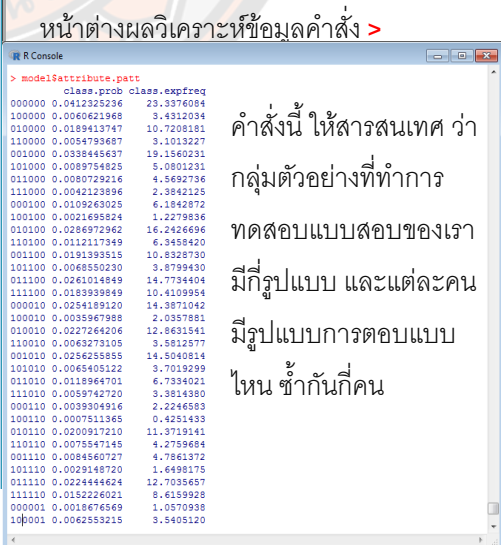 หน้าต่างผลวิเคราะห์ข้อมูลคำสั่ง >
R Console
> model$attribute.patt
class.prob class.expfreq
000000 0.0412325236 23.3376084
100000 0.0060621968 3.4312034
010000 0.0189413747 10.7208181
110000 0.0054793687 3.1013227
001000 0.0338445637 19.1560231
101000 0.0089754825 5.0801231
011000 0.0080729216 4.5692736
111000 0.0042123896 2.3842125
000100 0.0109263025 6.1842872
100100 0.0021695824 1.2279836
010100 0.0286972962 16.2426696
110100 0.0112117349 6.3458420
001100 0.0191393515 10.8328730
101100 0.0068550230 3.8799430
011100 0.0261014849 14.7734404
111100 0.0183939849 10.4109954
000010 0.0254189120 14.3871042
100010 0.0035967988 2.0357881
010010 0.0227264206 12.8631541
110010 0.0063273105 3.5812577
001010 0.0256255855 14.5040814
101010 0.0065405122 3.7019299
011010 0.0118964701 6.7334021
111010 0.0059742720 3.3814380
000110 0.0039304916 2.2246583
100110 0.0007511365 0.4251433
010110 0.0200917210 11.3719141
110110 0.0075547145 4.2759684
001110 0.0084560727 4.7861372
101110 0.0029148720 1.6498175
011110 0.0224444624 12.7035657
111110 0.0152226021 8.6159928
000001 0.0018676569 1.0570938
100001 0.0062553215 3.5405120
คำสั่งนี้ ให้สารสนเทศ ว่า
กลุ่มตัวอย่างที่ทำการ
ทดสอบแบบสอบของเรา
มีกี่รูปแบบ และแต่ละคน
มีรูปแบบการตอบแบบ
ไหน ซ้ำกันกี่คน